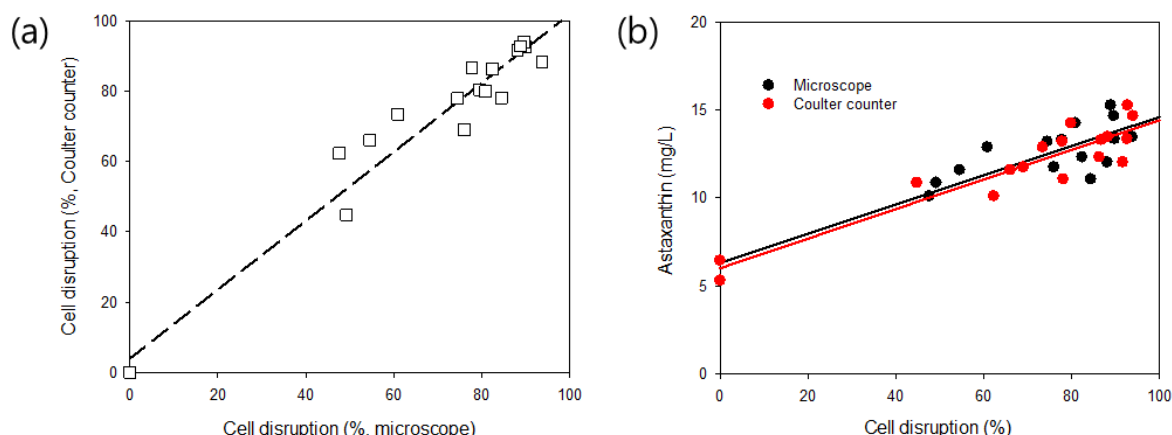 (a)
100
80
60
40
20
0
Cell disruption (%, Coulter counter)
0 20 40 60 80 100
Cell disruption (%, microscope)
(b)
20
15
10
5
0
Astaxanthin (mg/L)
Microscope
Coulter counter
0 20 40 60 80 100
Cell disruption (%)